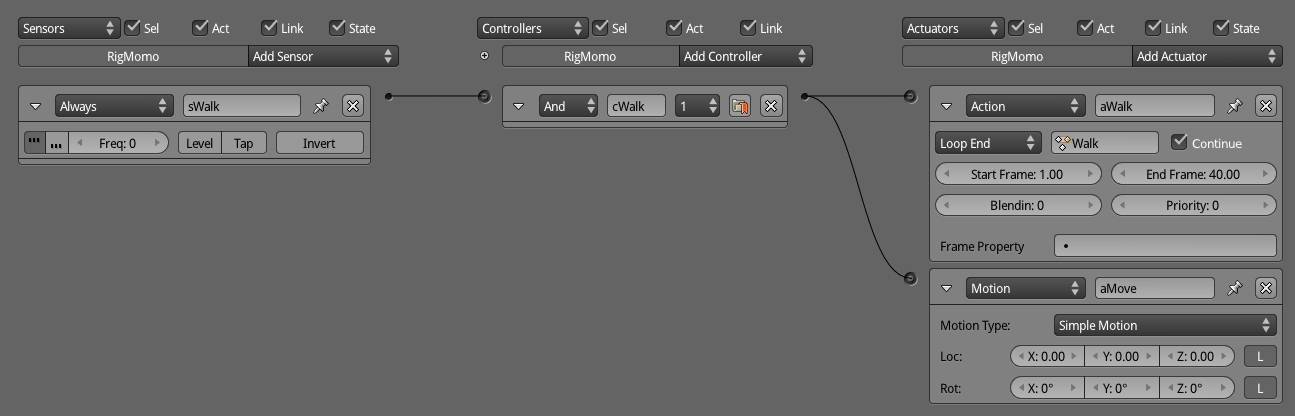 Sensors Sel Act Link State Controllers Sel Act Link Actuators Sel Act Link State
RigMomo Add Sensor RigMomo Add Controller RigMomo Add Actuator
Always sWalk And cWalk 1 Action aWalk
Freq: 0 Level Tap Invert Loop End Walk Continue
Start Frame: 1.00 End Frame: 40.00
Blendin: 0 Priority: 0
Frame Property
Motion aMove
Motion Type: Simple Motion
Loc: X: 0.00 Y: 0.00 Z: 0.00 L
Rot: X: 0° Y: 0° Z: 0° L